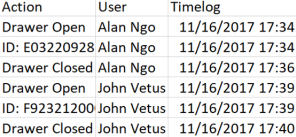 Action User Timelog
Drawer Open Alan Ngo 11/16/2017 17:34
ID: E03220928 Alan Ngo 11/16/2017 17:34
Drawer Closed Alan Ngo 11/16/2017 17:36
Drawer Open John Vetus 11/16/2017 17:39
ID: F92321200 John Vetus 11/16/2017 17:39
Drawer Closed John Vetus 11/16/2017 17:40